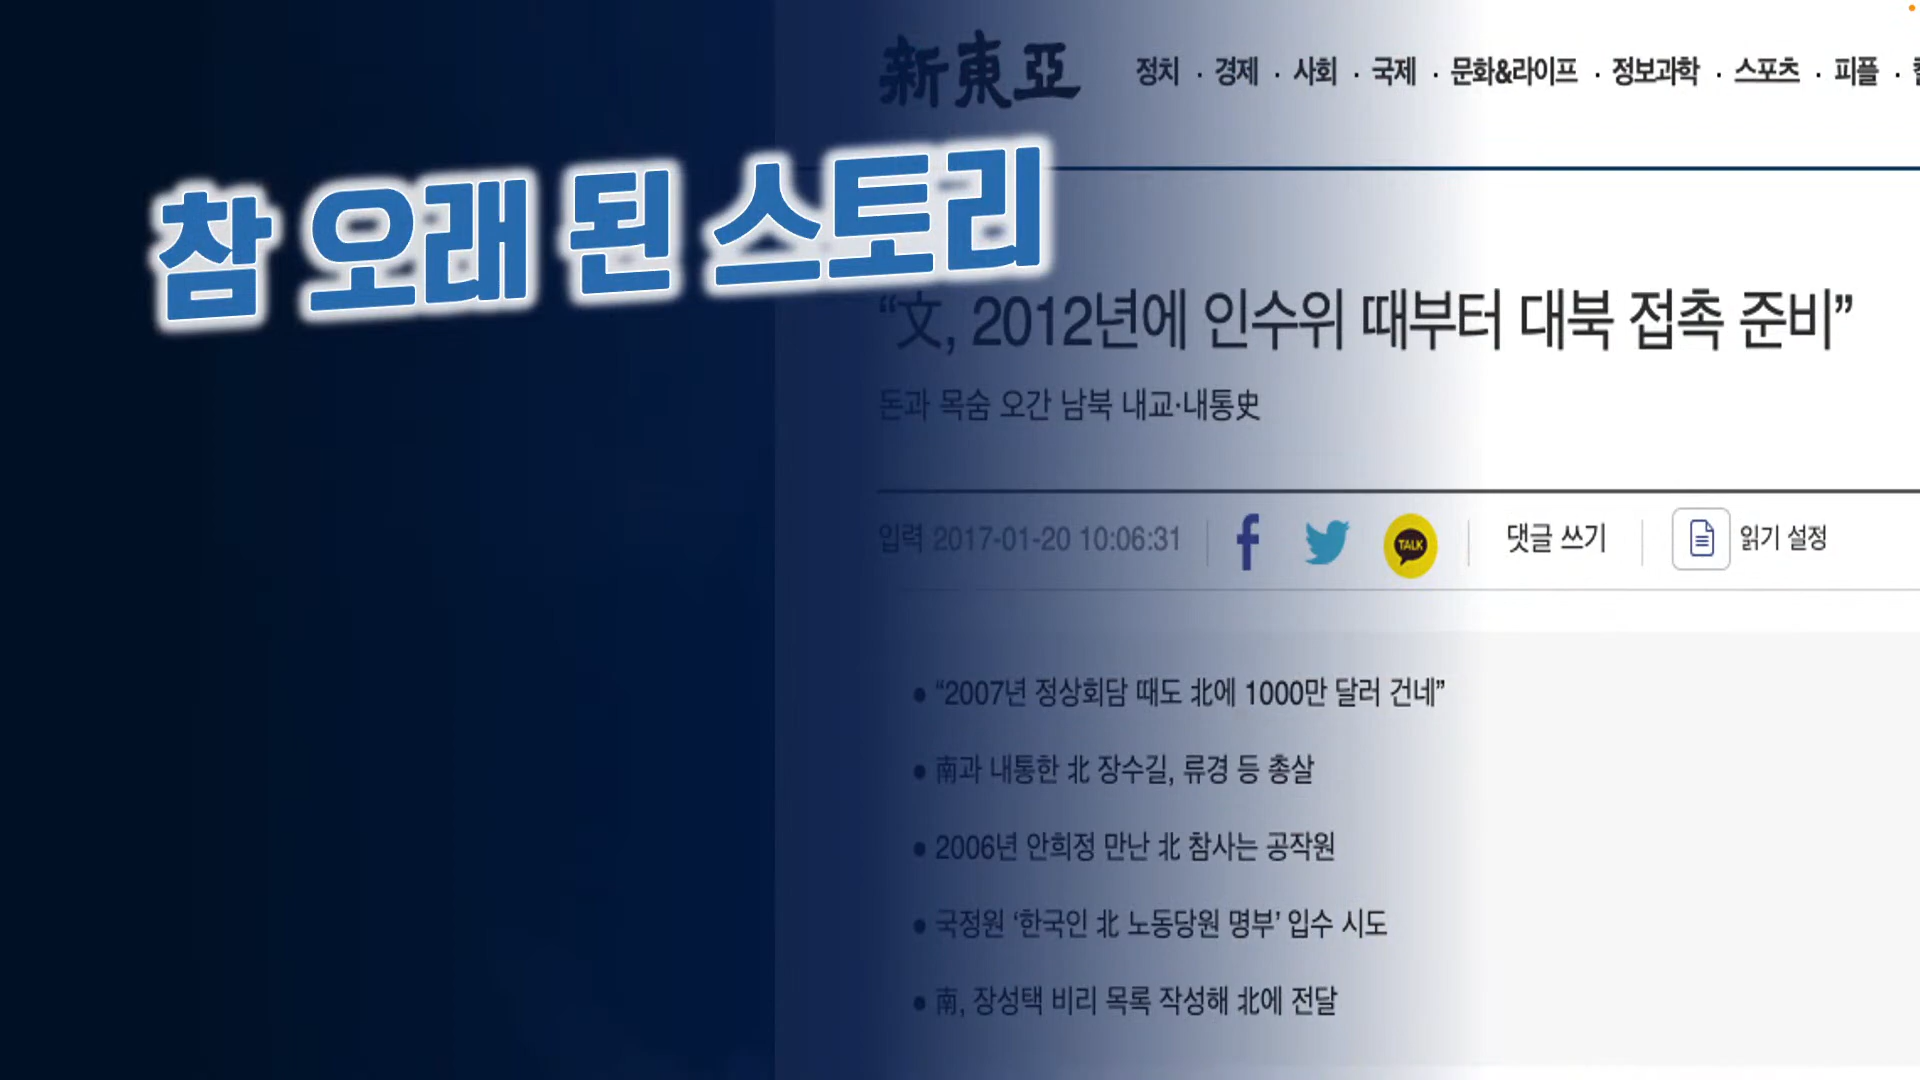 新東亞
정치 · 경제 · 사회 · 국제 · 문화&라이프 · 정보과학 · 스포츠 · 피플 ·
참 오래 된 스토리
“文, 2012년에 인수위 때부터 대북 접촉 준비”
돈과 목숨 오간 남북 내교·내통史
입력 2017-01-20 10:06:31
TALK
댓글 쓰기
읽기 설정
● “2007년 정상회담 때도 北에 1000만 달러 건네”
● 南과 내통한 北 장수길, 류경 등 총살
● 2006년 안희정 만난 北 참사는 공작원
● 국정원 ‘한국인 北 노동당원 명부’ 입수 시도
● 南, 장성택 비리 목록 작성해 北에 전달